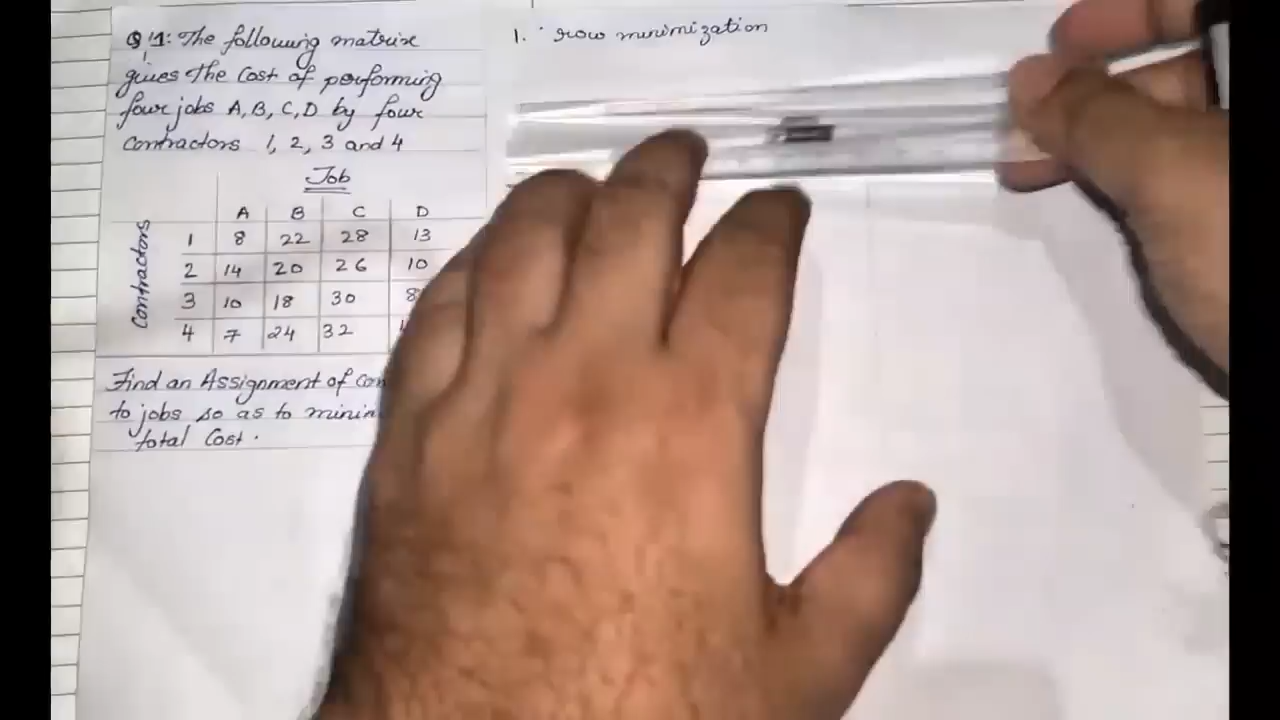 Q 1: The following matrix
gives the cost of performing
four jobs A, B, C, D by four
contractors 1, 2, 3 and 4
Job
A B C D
Contractors
1 8 22 28 13
2 14 20 26 10
3 10 18 30 8
4 7 24 32
Find an Assignment of
to jobs so as to
total cost.
1. row minimization